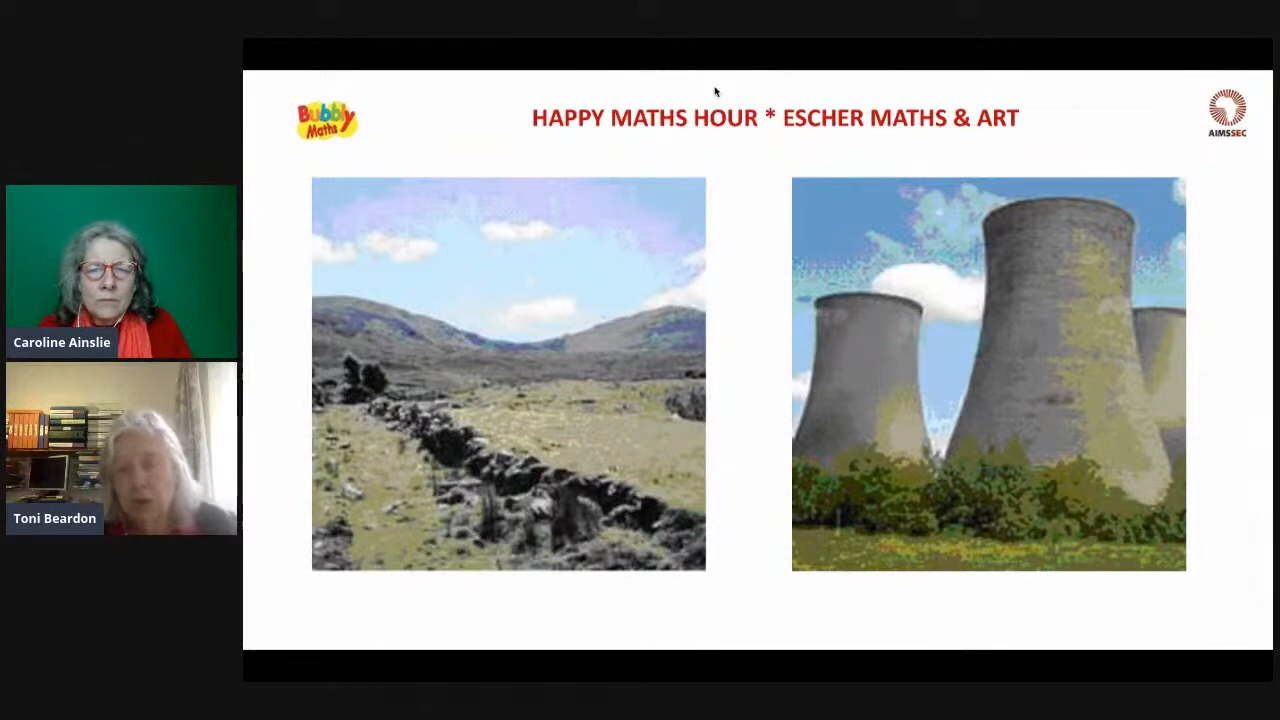 Bubbly
Maths
HAPPY MATHS HOUR * ESCHER MATHS & ART
AIMSSEC
Caroline Ainslie
Toni Beardon